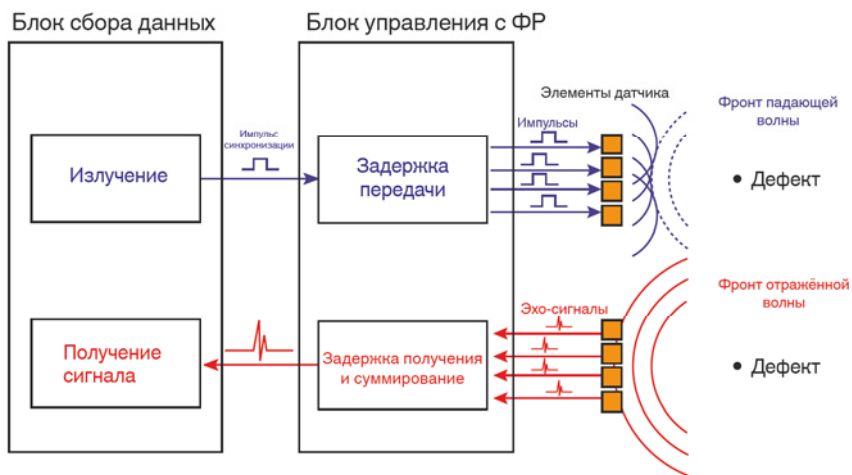 Блок сбора данных
Блок управления с ФР
Элементы датчика
Фронт падающей
волны
Импульс
синхронизации
Импульсы
Излучение
Задержка
передачи
• Дефект
Фронт отражённой
волны
Эхо-сигналы
Получение
сигнала
Задержка получения
и суммирование
• Дефект